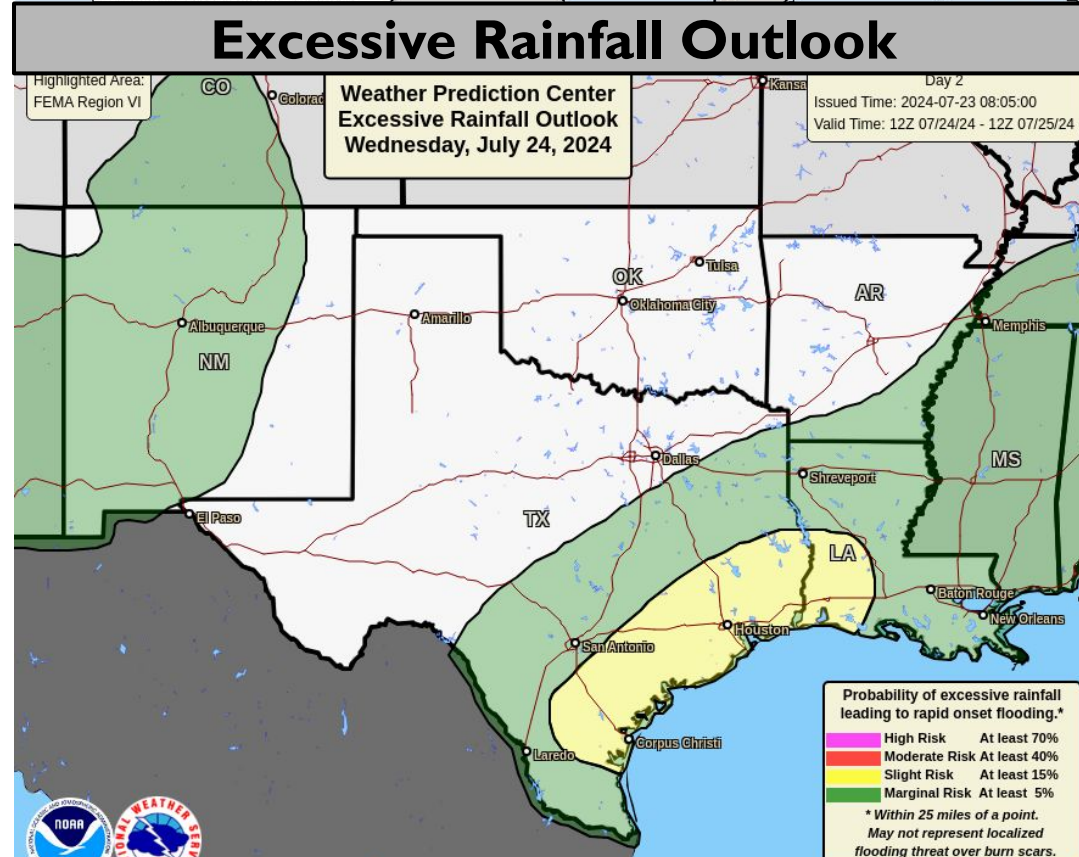 Excessive Rainfall Outlook
Highlighted Area:
FEMA Region VI
Weather Prediction Center
Excessive Rainfall Outlook
Wednesday, July 24, 2024
Day 2
Issued Time: 2024-07-23 08:05:00
Valid Time: 12Z 07/24/24 - 12Z 07/25/24
CO
Colorad
Kansa
OK
Tulsa
Oklahoma City
AR
Amarillo
Albuquerque
Memphis
NM
Dallas
MS
Shreveport
El Paso
TX
LA
Baton Rouge
New Orleans
Houston
San Antonio
Corpus Christi
Laredo
Probability of excessive rainfall
leading to rapid onset flooding.*
High Risk At least 70%
Moderate Risk At least 40%
Slight Risk At least 15%
Marginal Risk At least 5%
* Within 25 miles of a point.
May not represent localized
flooding threat over burn scars.
NOAA
WEATHER SERV